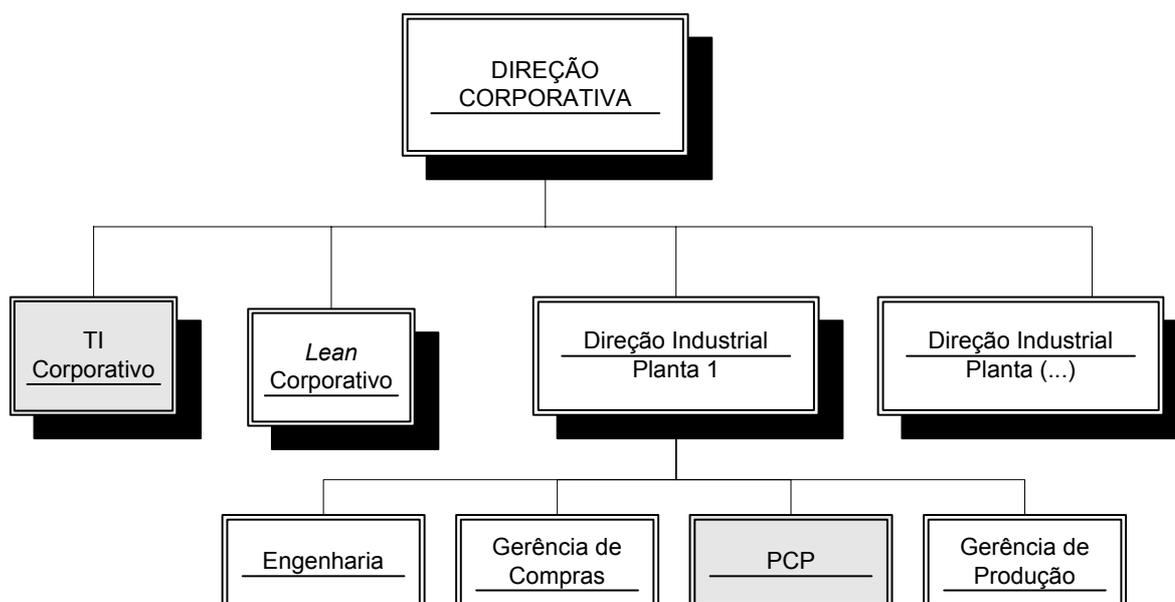 DIREÇÃO
CORPORATIVA
TI
Corporativo
Lean
Corporativo
Direção Industrial
Planta 1
Direção Industrial
Planta (...)
Engenharia
Gerência de
Compras
PCP
Gerência de
Produção